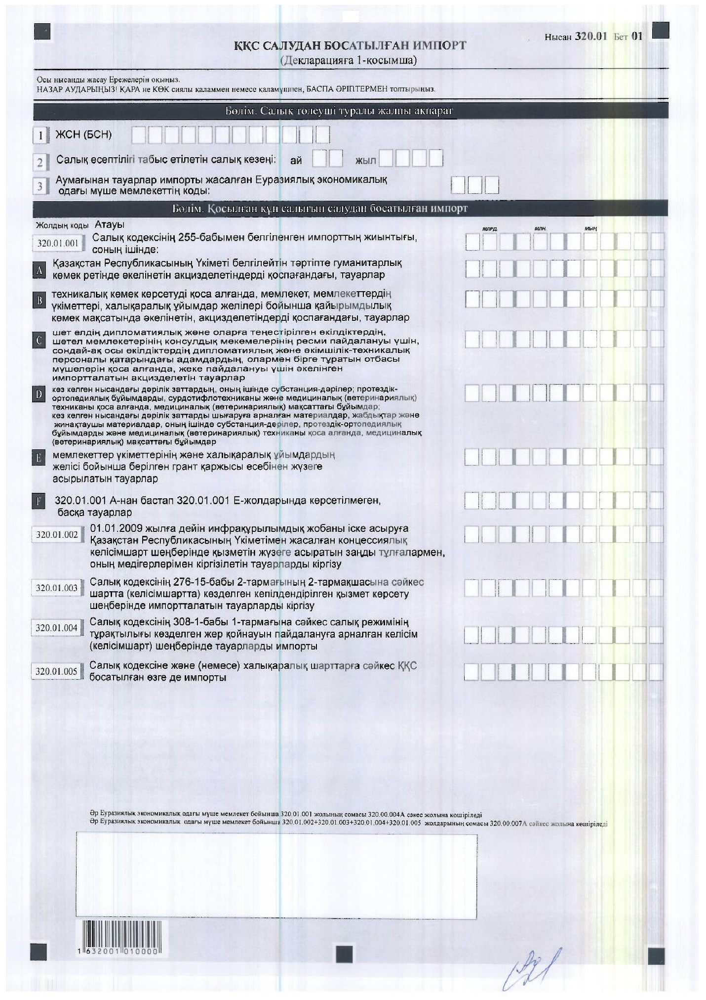 Нысан 320.01 Бет 01
ҚҚС САЛУДАН БОСАТЫЛҒАН ИМПОРТ
(Декларацияға 1-қосымша)
Осы нысанды жасау Ережелерін оқыңыз.
НАЗАР АУДАРЫҢЫЗ! ҚАРА не КӨК сиялы қаламмен немесе қаламұшпен, БАСПА ӘРІПТЕРМЕН толтырыңыз.
Бөлім. Салық төлеуші туралы жалпы ақпарат
1 ЖСН (БСН)
2 Салық есептілігі табыс етілетін салық кезеңі: ай жыл
3 Аумағынан тауарлар импорты жасалған Еуразиялық экономикалық
одағы мүше мемлекеттің коды:
Бөлім. Қосылған құн салығын салудан босатылған импорт
Жолдың коды Атауы
МЛРД. МЛН. МЫҢ
320.01.001 Салық кодексінің 255-бабымен белгіленген импорттың жиынтығы,
соның ішінде:
A Қазақстан Республикасының Үкіметі белгілейтін тәртіпте гуманитарлық
көмек ретінде әкелінетін акцизделетіндерді қоспағандағы, тауарлар
B техникалық көмек көрсетуді қоса алғанда, мемлекет, мемлекеттердің
үкіметтері, халықаралық ұйымдар желілері бойынша қайырымдылық
көмек мақсатында әкелінетін, акцизделетіндерді қоспағандағы, тауарлар
C шет елдің дипломатиялық және оларға теңестірілген өкілдіктердің,
шетел мемлекетерінің консулдық мекемелерінің ресми пайдалануы үшін,
сондай-ақ осы өкілдіктердің дипломатиялық және әкімшілік-техникалық
персоналы қатарындағы адамдардың, олармен бірге тұратын отбасы
мүшелерін қоса алғанда, жеке пайдалануы үшін әкелінген
импортталатын акцизделетін тауарлар
D кез келген нысандағы дәрілік заттардың, оның ішінде субстанция-дәрілер; протездік-
ортопедиялық бұйымдарды, сурдотифлотехниканы және медициналық (ветеринариялық)
техниканы қоса алғанда, медициналық (ветеринариялық) мақсаттағы бұйымдар;
кез келген нысандағы дәрілік заттарды шығаруға арналған материалдар, жабдықтар және
жинақтаушы материалдар, оның ішінде субстанция-дерілер, протездік-ортопедиялық
бұйымдарды және медициналық (ветеринариялық) техниканы қоса алғанда, медициналық
(ветеринариялық) мақсаттағы бұйымдар
E мемлекеттер үкіметтерінің және халықаралық ұйымдардың
желісі бойынша берілген грант қаржысы есебінен жүзеге
асырылатын тауарлар
F 320.01.001 А-нан бастап 320.01.001 Е-жолдарында көрсетілмеген,
басқа тауарлар
320.01.002 01.01.2009 жылға дейін инфрақұрылымдық жобаны іске асыруға
Қазақстан Республикасының Үкіметімен жасалған концессиялық
келісімшарт шеңберінде қызметін жүзеге асыратын заңды тұлғалармен,
оның медігерлерімен кіргізілетін тауарларды кіргізу
320.01.003 Салық кодексінің 276-15-бабы 2-тармағының 2-тармақшасына сәйкес
шартта (келісімшартта) көзделген кепілдендірілген қызмет көрсету
шеңберінде импортталатын тауарларды кіргізу
320.01.004 Салық кодексінің 308-1-бабы 1-тармағына сәйкес салық режимінің
тұрақтылығы көзделген жер қойнауын пайдалануға арналған келісім
(келісімшарт) шеңберінде тауарларды импорты
320.01.005 Салық кодексіне және (немесе) халықаралық шарттарға сәйкес ҚҚС
босатылған өзге де импорты
Әр Еуразиялық экономикалық одағы мүше мемлекет бойынша 320.01.001 жолының сомасы 320.00.004А сәкес жолына көшіріледі
Әр Еуразиялық экономикалық одағы мүше мемлекет бойынша 320.01.002+320.01.003+320.01.004+320.01.005 жолдарының сомасы 320.00.007А сәйкес жолына көшіріледі
1 632001 010000